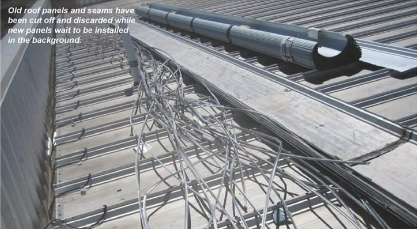 Old roof panels and seams have
been cut off and discarded while
new panels wait to be installed
in the background.